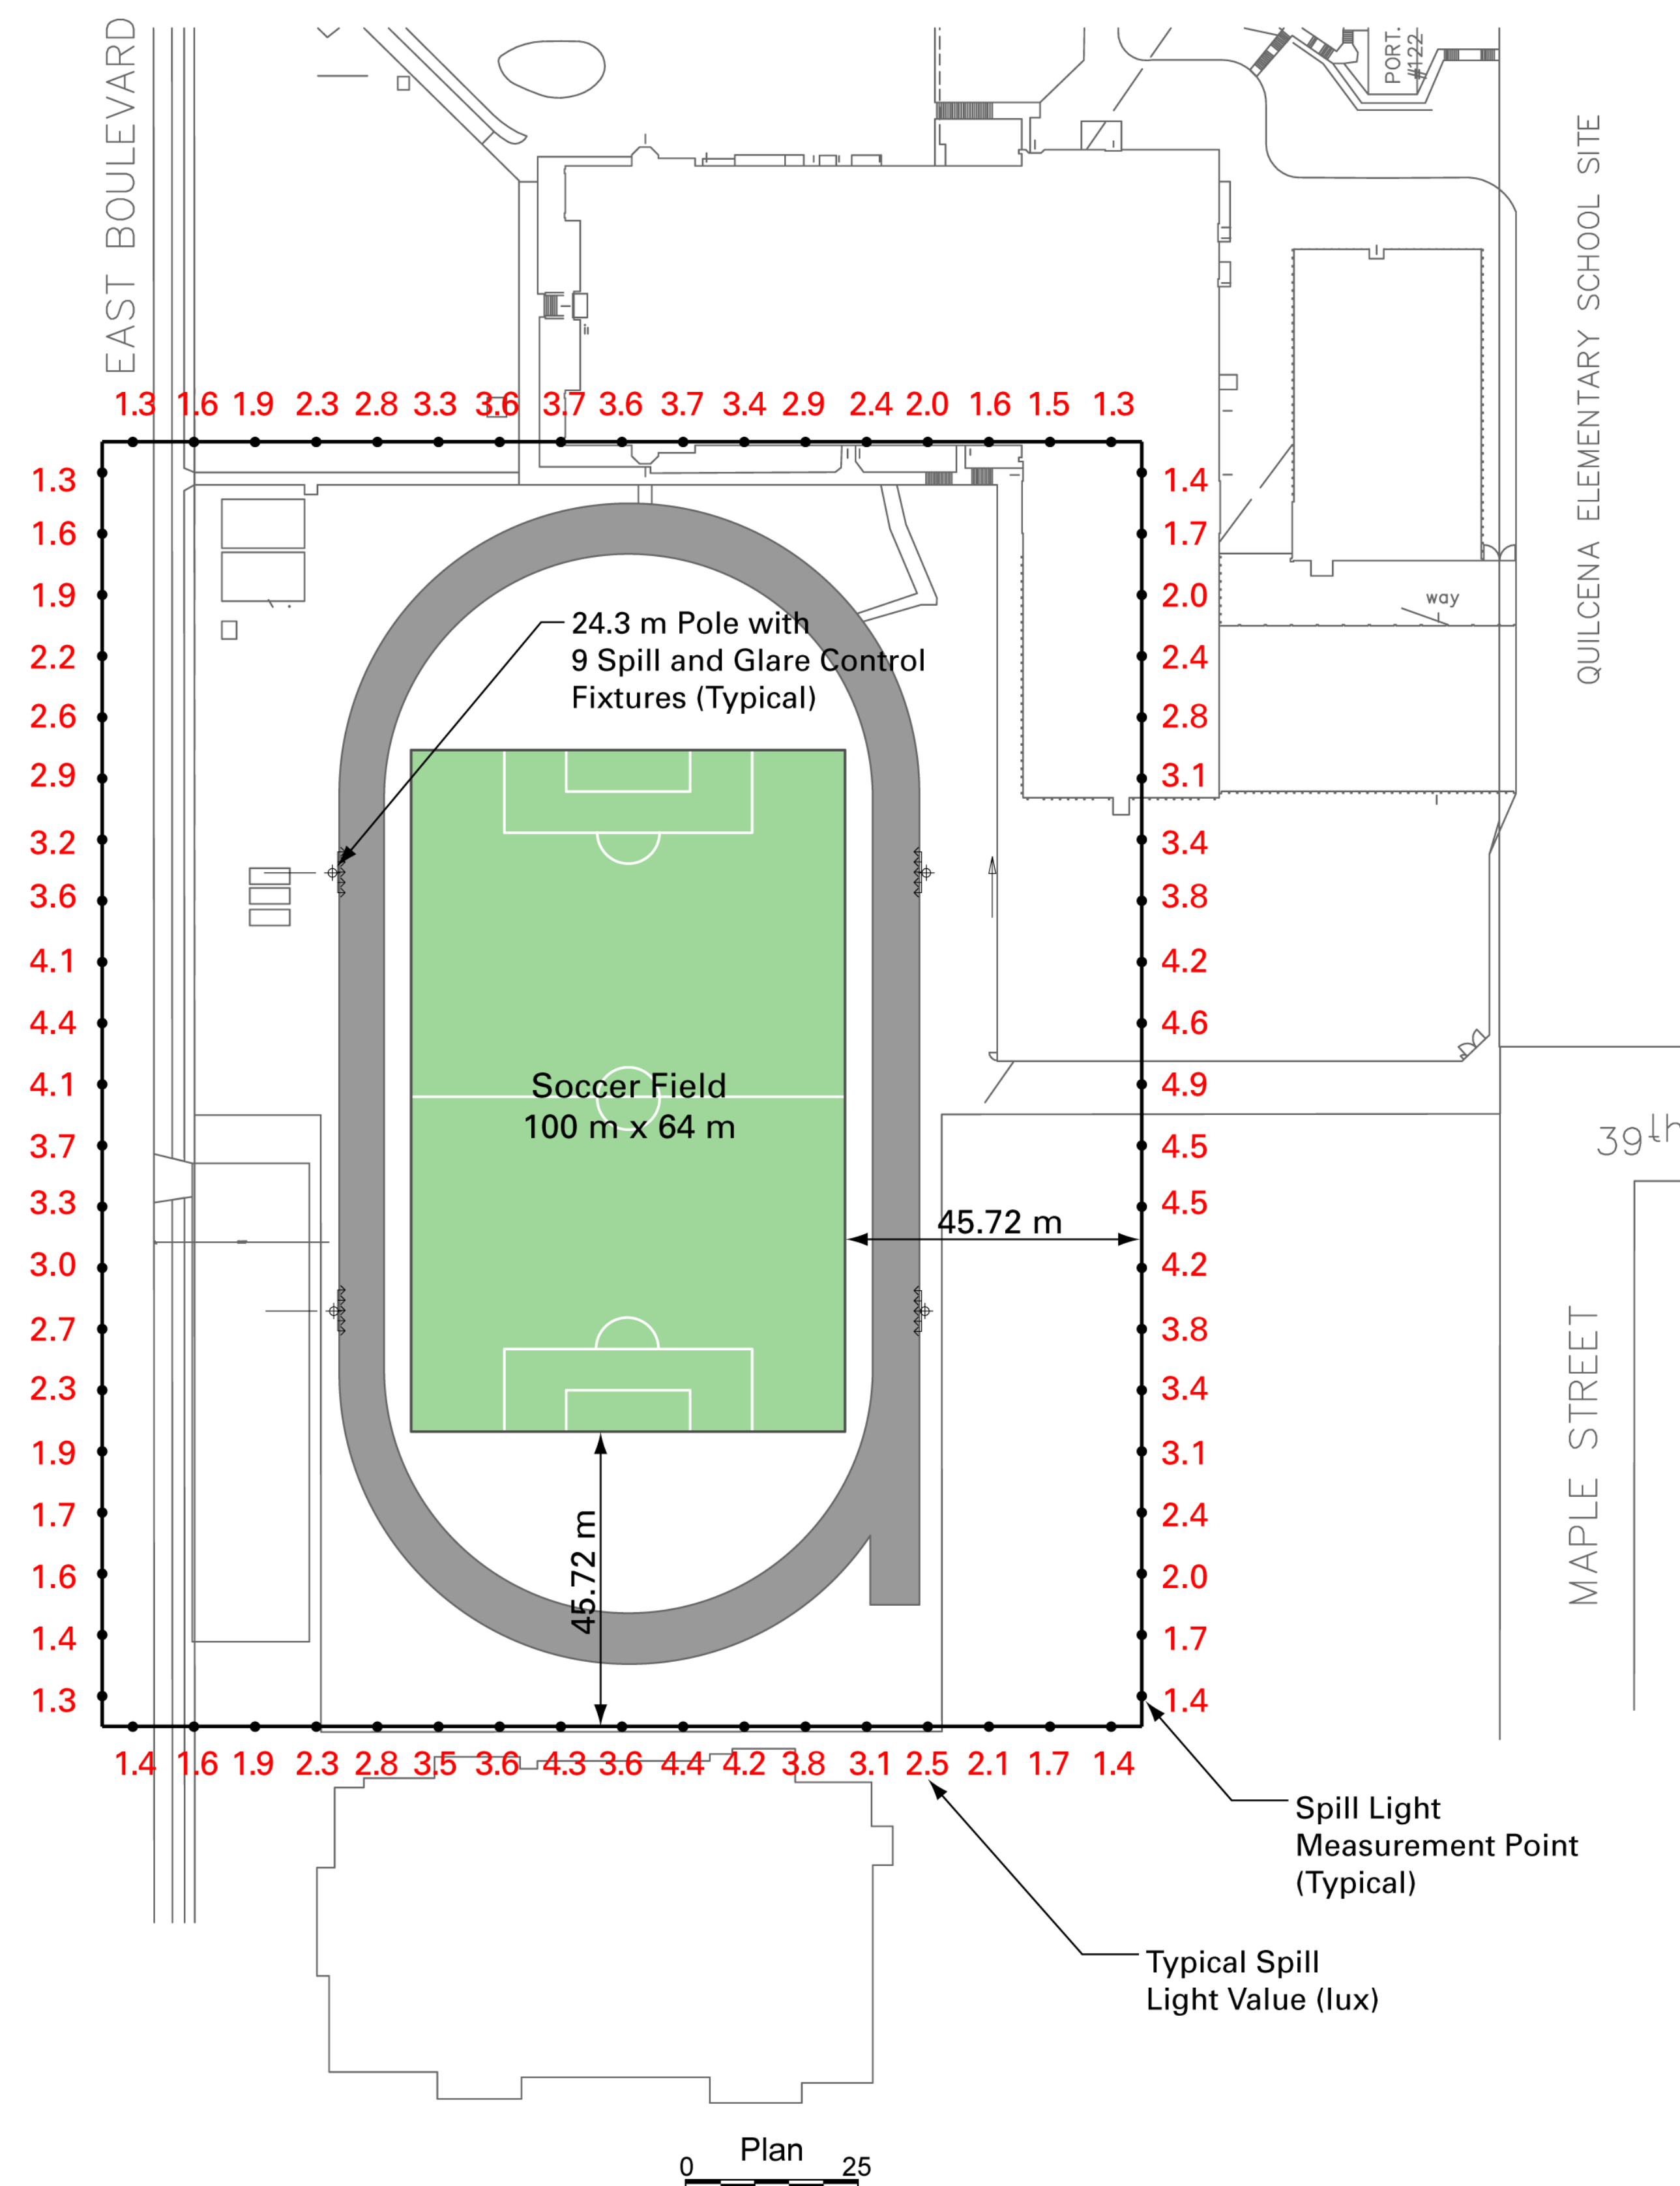 EAST BOULEVARD
PORT.
#122
QUILCENA ELEMENTARY SCHOOL SITE
1.3 1.6 1.9 2.3 2.8 3.3 3.6 3.7 3.6 3.7 3.4 2.9 2.4 2.0 1.6 1.5 1.3
1.3 1.4
1.6 1.7
1.9 2.0
way
24.3 m Pole with
9 Spill and Glare Control
Fixtures (Typical)
2.2 2.4
2.6 2.8
2.9 3.1
3.2 3.4
3.6 3.8
4.1 4.2
4.4 4.6
4.1 4.9
Soccer Field
100 m x 64 m
39th
3.7 4.5
3.3 4.5
45.72 m
3.0 4.2
2.7 3.8
2.3 3.4
MAPLE STREET
1.9 3.1
1.7 2.4
45.72 m
1.6 2.0
1.4 1.7
1.3 1.4
1.4 1.6 1.9 2.3 2.8 3.5 3.6 4.3 3.6 4.4 4.2 3.8 3.1 2.5 2.1 1.7 1.4
Spill Light
Measurement Point
(Typical)
Typical Spill
Light Value (lux)
Plan
0 25